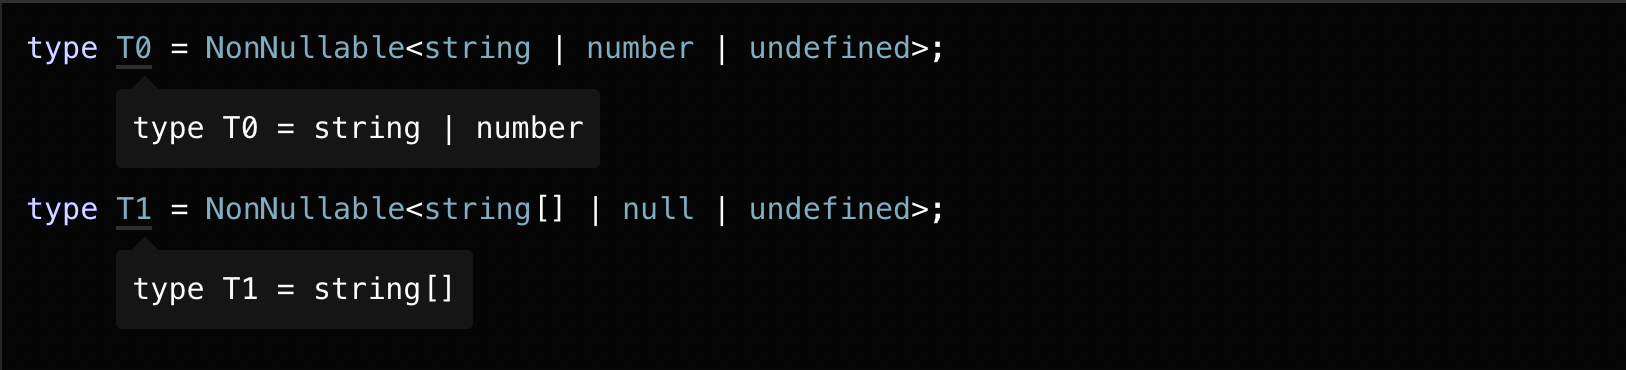 type T0 = NonNullable<string | number | undefined>;
type T0 = string | number
type T1 = NonNullable<string[] | null | undefined>;
type T1 = string[]